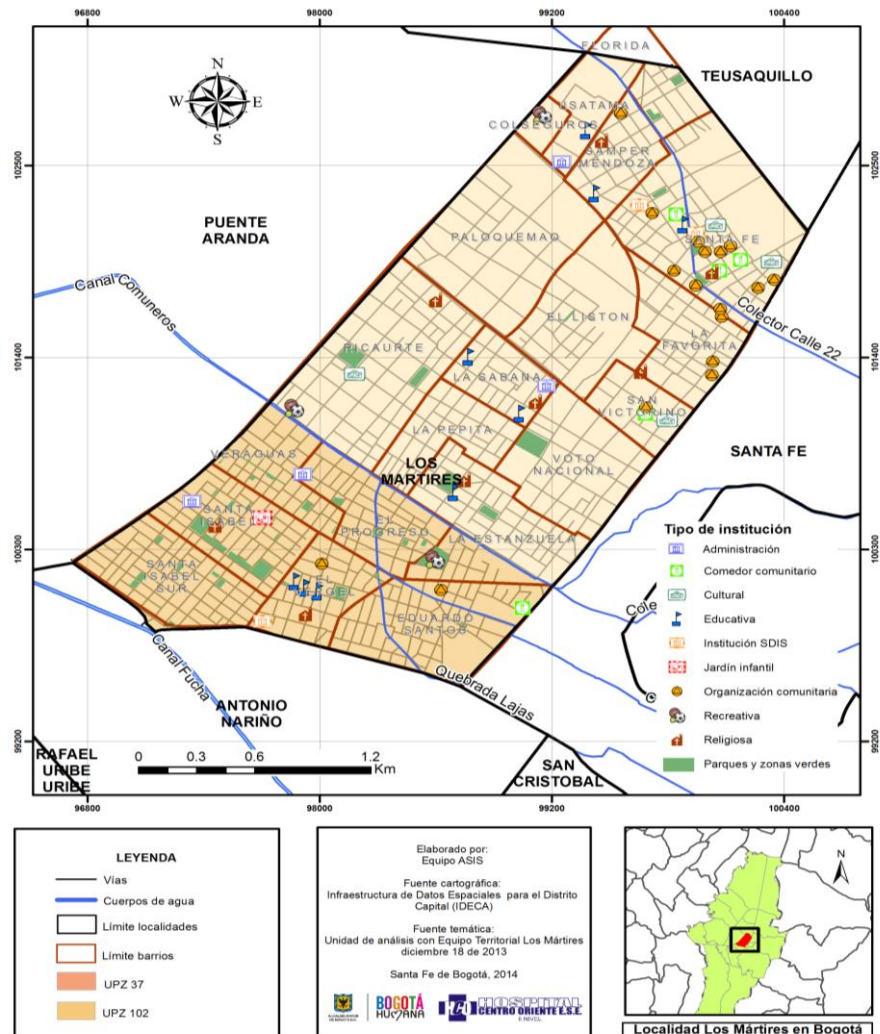 96800 98000 99200 100400
FLORIDA
TEUSAQUILLO
N
W E
S
USATAMA
COLSEGUROS
SAMPER
MENDOZA
102500 102500
PUENTE
ARANDA
PALOQUEMAO
SANTA FE
Canal Comuneros
EL LISTON
LA
FAVORITA
Colector Calle 22
101400 101400
RICAURTE
LA SABANA
SAN
VICTORINO
LA PEPITA
VOTO
NACIONAL
SANTA FE
VERAGUAS
LOS
MARTIRES
SANTA
ISABEL
EL
PROGRESO
LA ESTANZUELA
100300 100300
SANTA
ISABEL
SUR
EL
EDUARDO
SANTOS
Canal Fucha
Quebrada Lajas
ANTONIO
NARIÑO
99200 99200
RAFAEL
URIBE
URIBE
0 0.3 0.6 1.2
Km
SAN
CRISTOBAL
Tipo de institución
Administración
Comedor comunitario
Cultural
Educativa
Institución SDIS
Jardín infantil
Organización comunitaria
Recreativa
Religiosa
Parques y zonas verdes
96800 98000 99200 100400
LEYENDA
Vías
Cuerpos de agua
Límite localidades
Límite barrios
UPZ 37
UPZ 102
Elaborado por:
Equipo ASIS
Fuente cartográfica:
Infraestructura de Datos Espaciales para el Distrito
Capital (IDECA)
Fuente temática:
Unidad de análisis con Equipo Territorial Los Mártires
diciembre 18 de 2013
Santa Fe de Bogotá, 2014
BOGOTÁ
HUMANA
HCO HOSPITAL
CENTRO ORIENTE E.S.E.
II NIVEL
N
Localidad Los Mártires en Bogotá